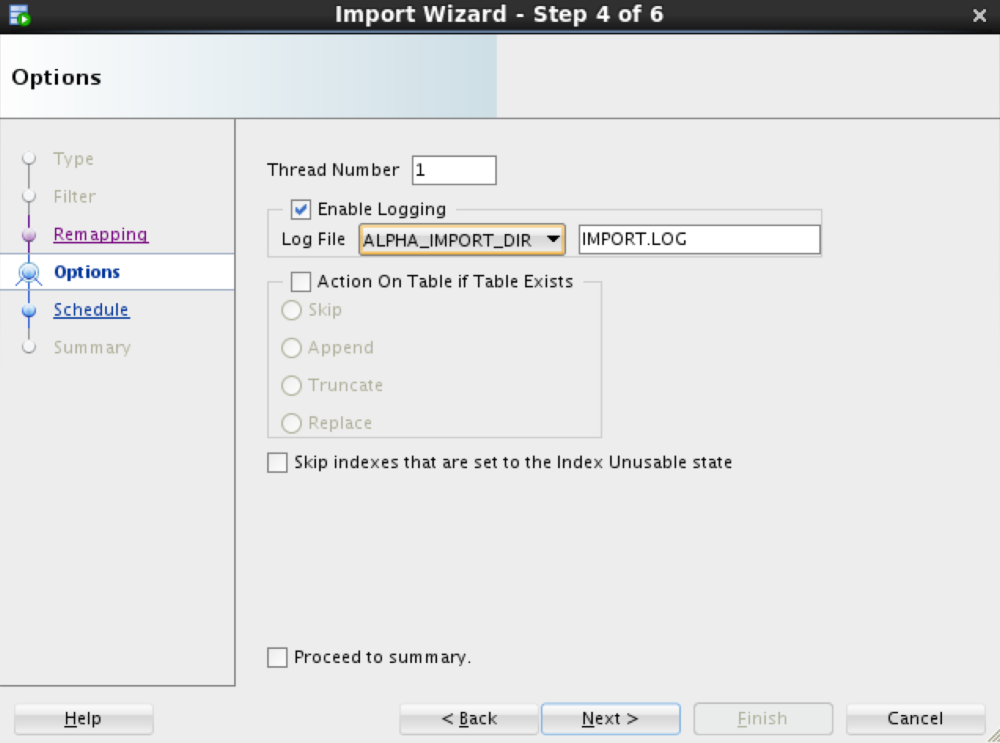 Import Wizard - Step 4 of 6
Options
Type
Filter
Remapping
Options
Schedule
Summary
Thread Number 1
Enable Logging
Log File ALPHA_IMPORT_DIR IMPORT.LOG
Action On Table if Table Exists
Skip
Append
Truncate
Replace
Skip indexes that are set to the Index Unusable state
Proceed to summary.
Help < Back Next > Finish Cancel